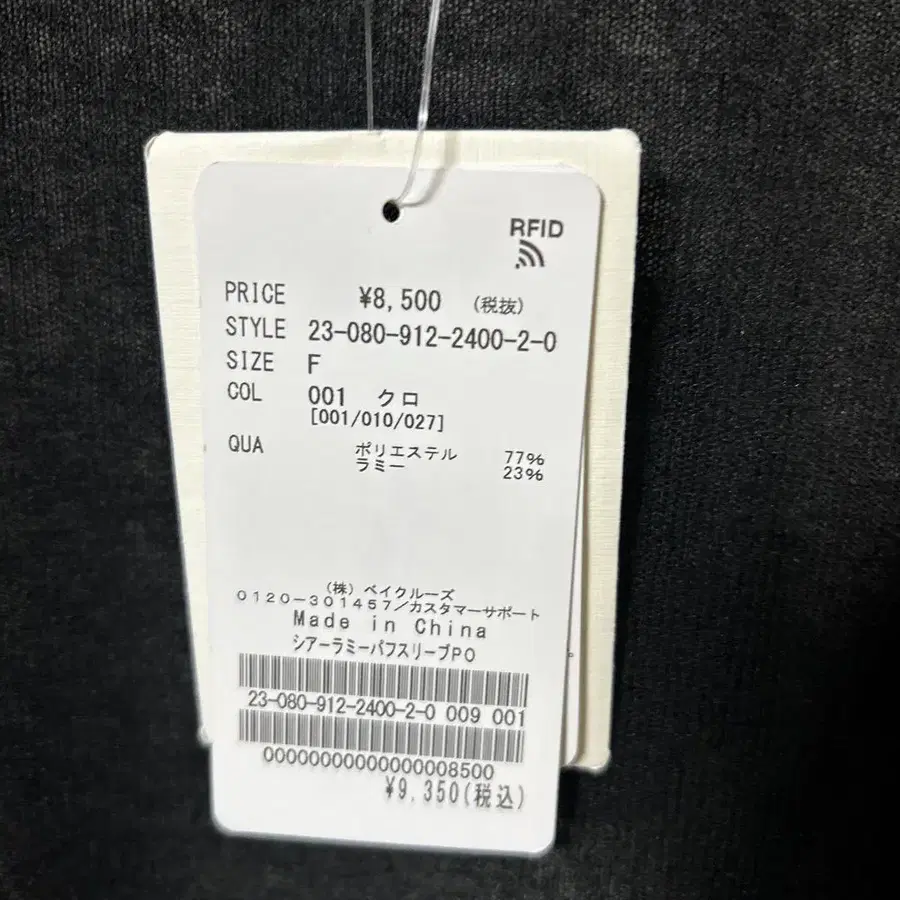 RFID
PRICE ¥8,500 (税抜)
STYLE 23-080-912-2400-2-0
SIZE F
COL 001 クロ
[001/010/027]
QUA ポリエステル 77%
ラミー 23%
(株) ベイクルーズ
0120-301457/カスタマーサポート
Made in China
シアーラミーパフスリーブPO
23-080-912-2400-2-0 009 001
00000000000000008500
¥9,350(税込)